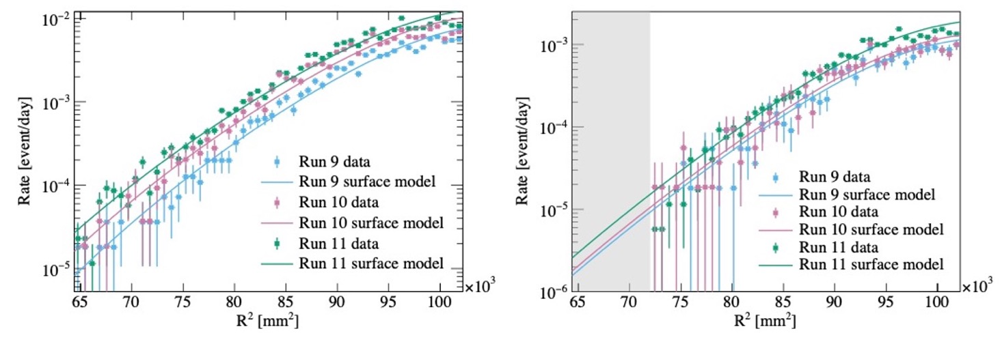 10⁻²
10⁻³
10⁻⁴
10⁻⁵
Rate [event/day]
Run 9 data
Run 9 surface model
Run 10 data
Run 10 surface model
Run 11 data
Run 11 surface model
65 70 75 80 85 90 95 100
×10³
R² [mm²]
10⁻³
10⁻⁴
10⁻⁵
10⁻⁶
Rate [event/day]
Run 9 data
Run 9 surface model
Run 10 data
Run 10 surface model
Run 11 data
Run 11 surface model
65 70 75 80 85 90 95 100
×10³
R² [mm²]